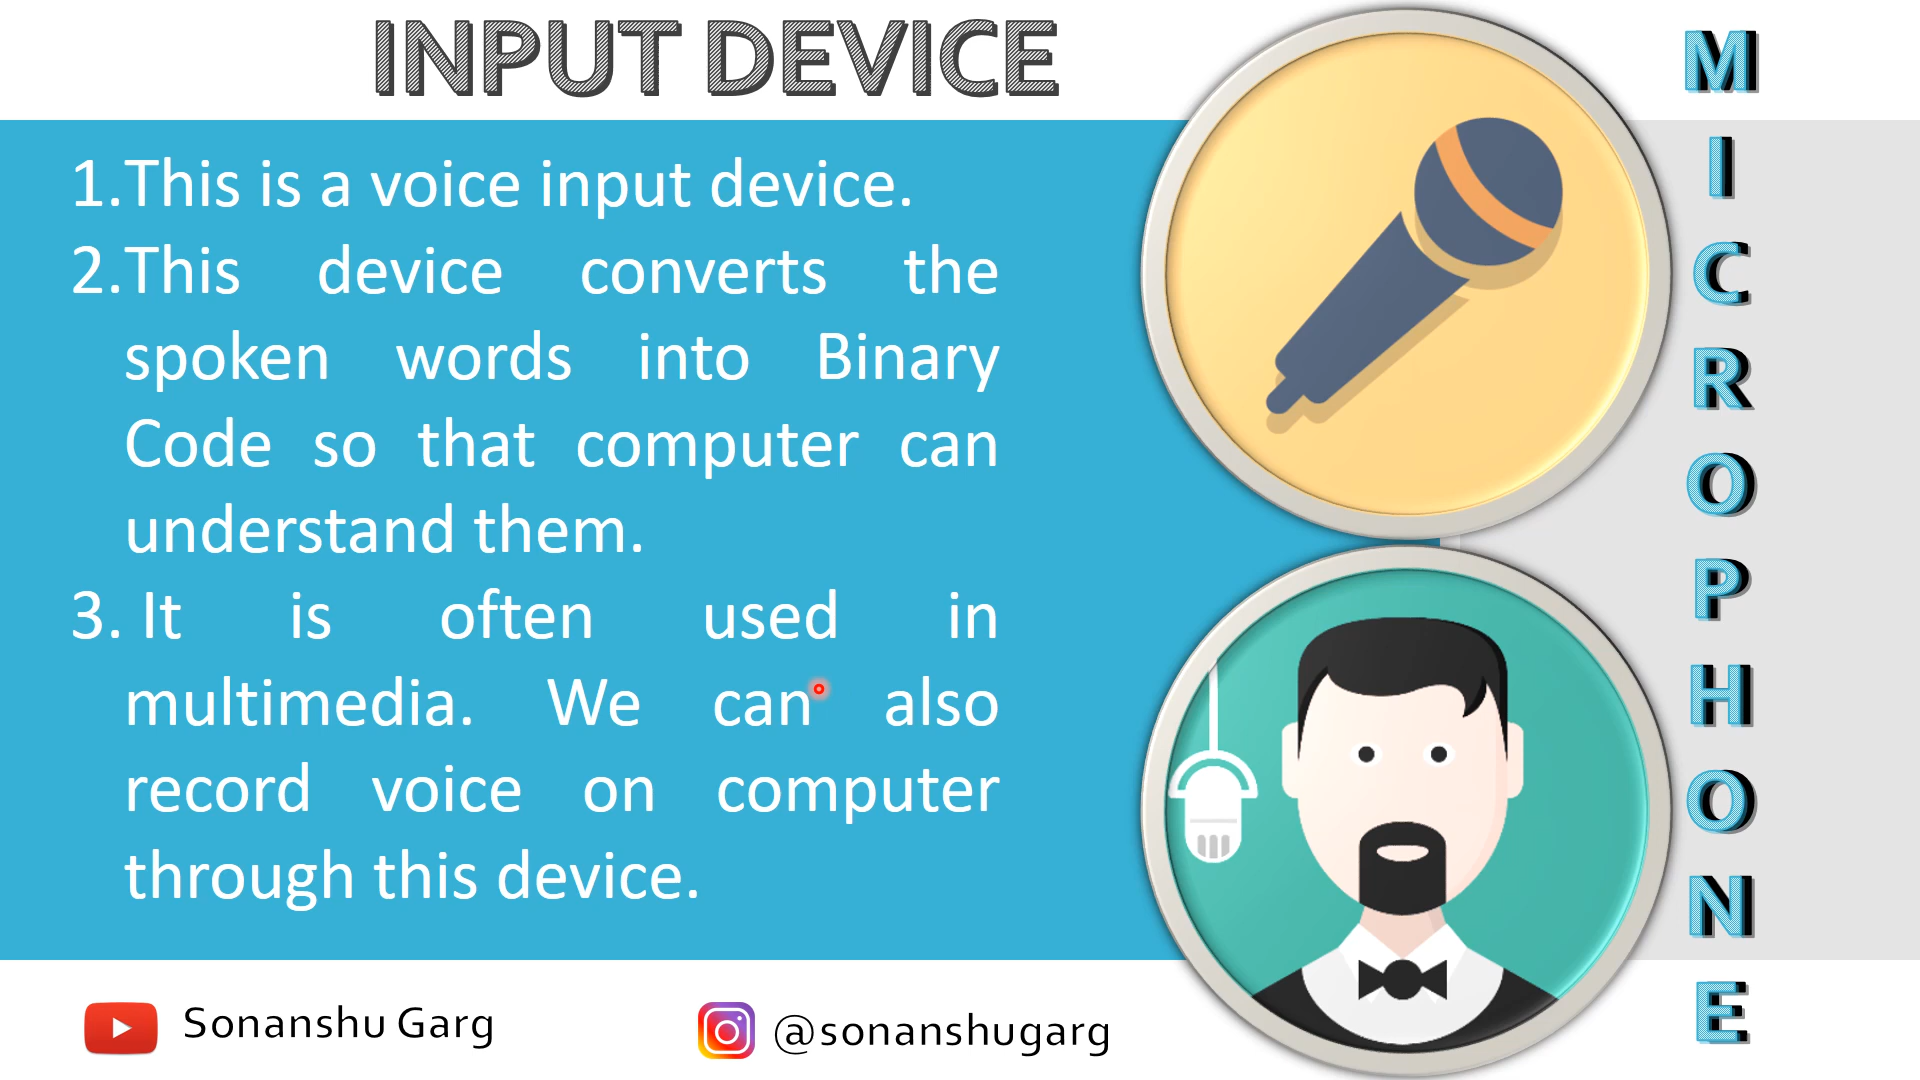 INPUT DEVICE
1.This is a voice input device.
2.This device converts the
spoken words into Binary
Code so that computer can
understand them.
3. It is often used in
multimedia. We can also
record voice on computer
through this device.
MICROPHONE
Sonanshu Garg
@sonanshugarg